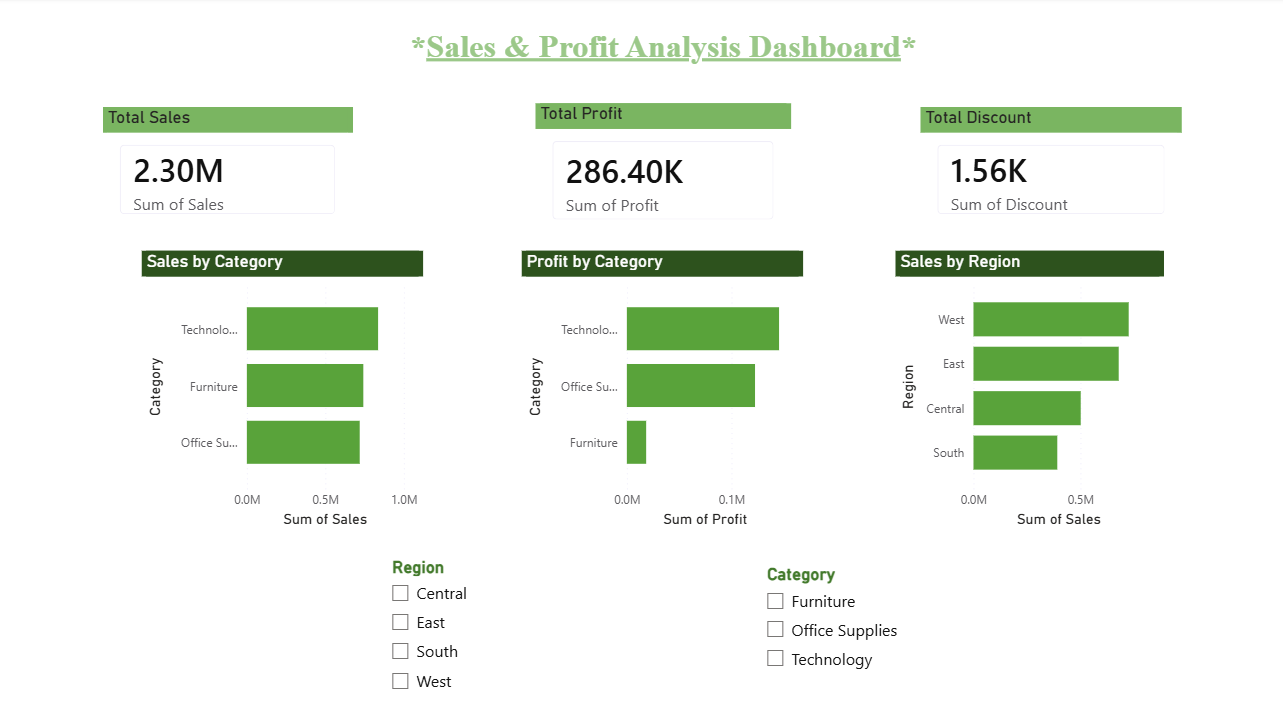 *Sales & Profit Analysis Dashboard*
Total Sales
2.30M
Sum of Sales
Total Profit
286.40K
Sum of Profit
Total Discount
1.56K
Sum of Discount
Sales by Category
Category
Technolo...
Furniture
Office Su...
0.0M 0.5M 1.0M
Sum of Sales
Profit by Category
Category
Technolo...
Office Su...
Furniture
0.0M 0.1M
Sum of Profit
Sales by Region
Region
West
East
Central
South
0.0M 0.5M
Sum of Sales
Region
Central
East
South
West
Category
Furniture
Office Supplies
Technology